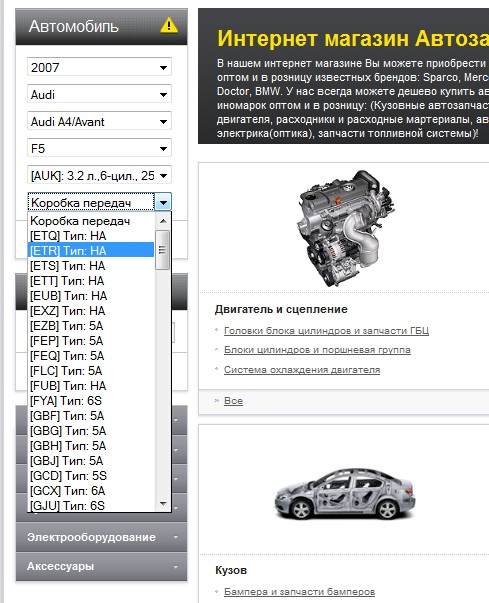 Автомобиль
2007
Audi
Audi A4/Avant
F5
[AUK]: 3.2 л.,6-цил., 25
Коробка передач
Коробка передач
[ETQ] Тип: HA
[ETR] Тип: HA
[ETS] Тип: HA
[ETT] Тип: HA
[EUB] Тип: HA
[EXZ] Тип: HA
[EZB] Тип: 5A
[FEP] Тип: 5A
[FEQ] Тип: 5A
[FLC] Тип: 5A
[FUB] Тип: HA
[FYA] Тип: 6S
[GBF] Тип: 5A
[GBG] Тип: 5A
[GBH] Тип: 5A
[GBJ] Тип: 5A
[GCD] Тип: 5S
[GCX] Тип: 6A
[GJU] Тип: 6S
Электрооборудование
Аксессуары
Интернет магазин Автоза
В нашем интернет магазине Вы можете приобрести
оптом и в розницу известных брендов: Sparco, Merc
Doctor, BMW. У нас всегда можете дешево купить ав
иномарок оптом и в розницу: (Кузовные автозапчаст
двигателя, расходники и расходные мартериалы, ав
электрика(оптика), запчасти топливной системы)!
Двигатель и сцепление
Головки блока цилиндров и запчасти ГБЦ
Блоки цилиндров и поршневая группа
Система охлаждения двигателя
» Все
Кузов
Бампера и запчасти бамперов